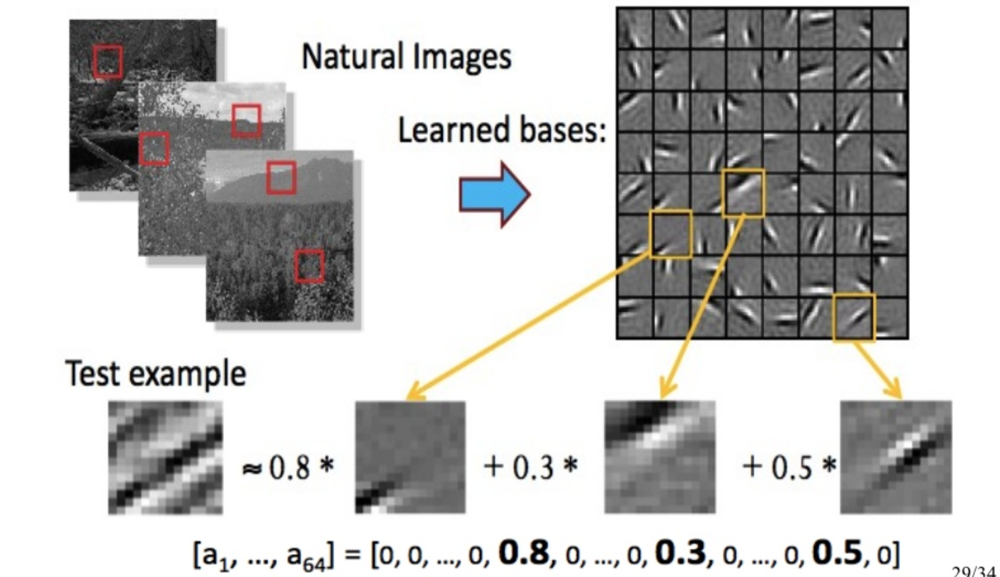 Natural Images
Learned bases:
Test example
≈ 0.8 * + 0.3 * + 0.5 *
[a₁, ..., a₆₄] = [0, 0, ..., 0, 0.8, 0, ..., 0, 0.3, 0, ..., 0, 0.5, 0]
29/34